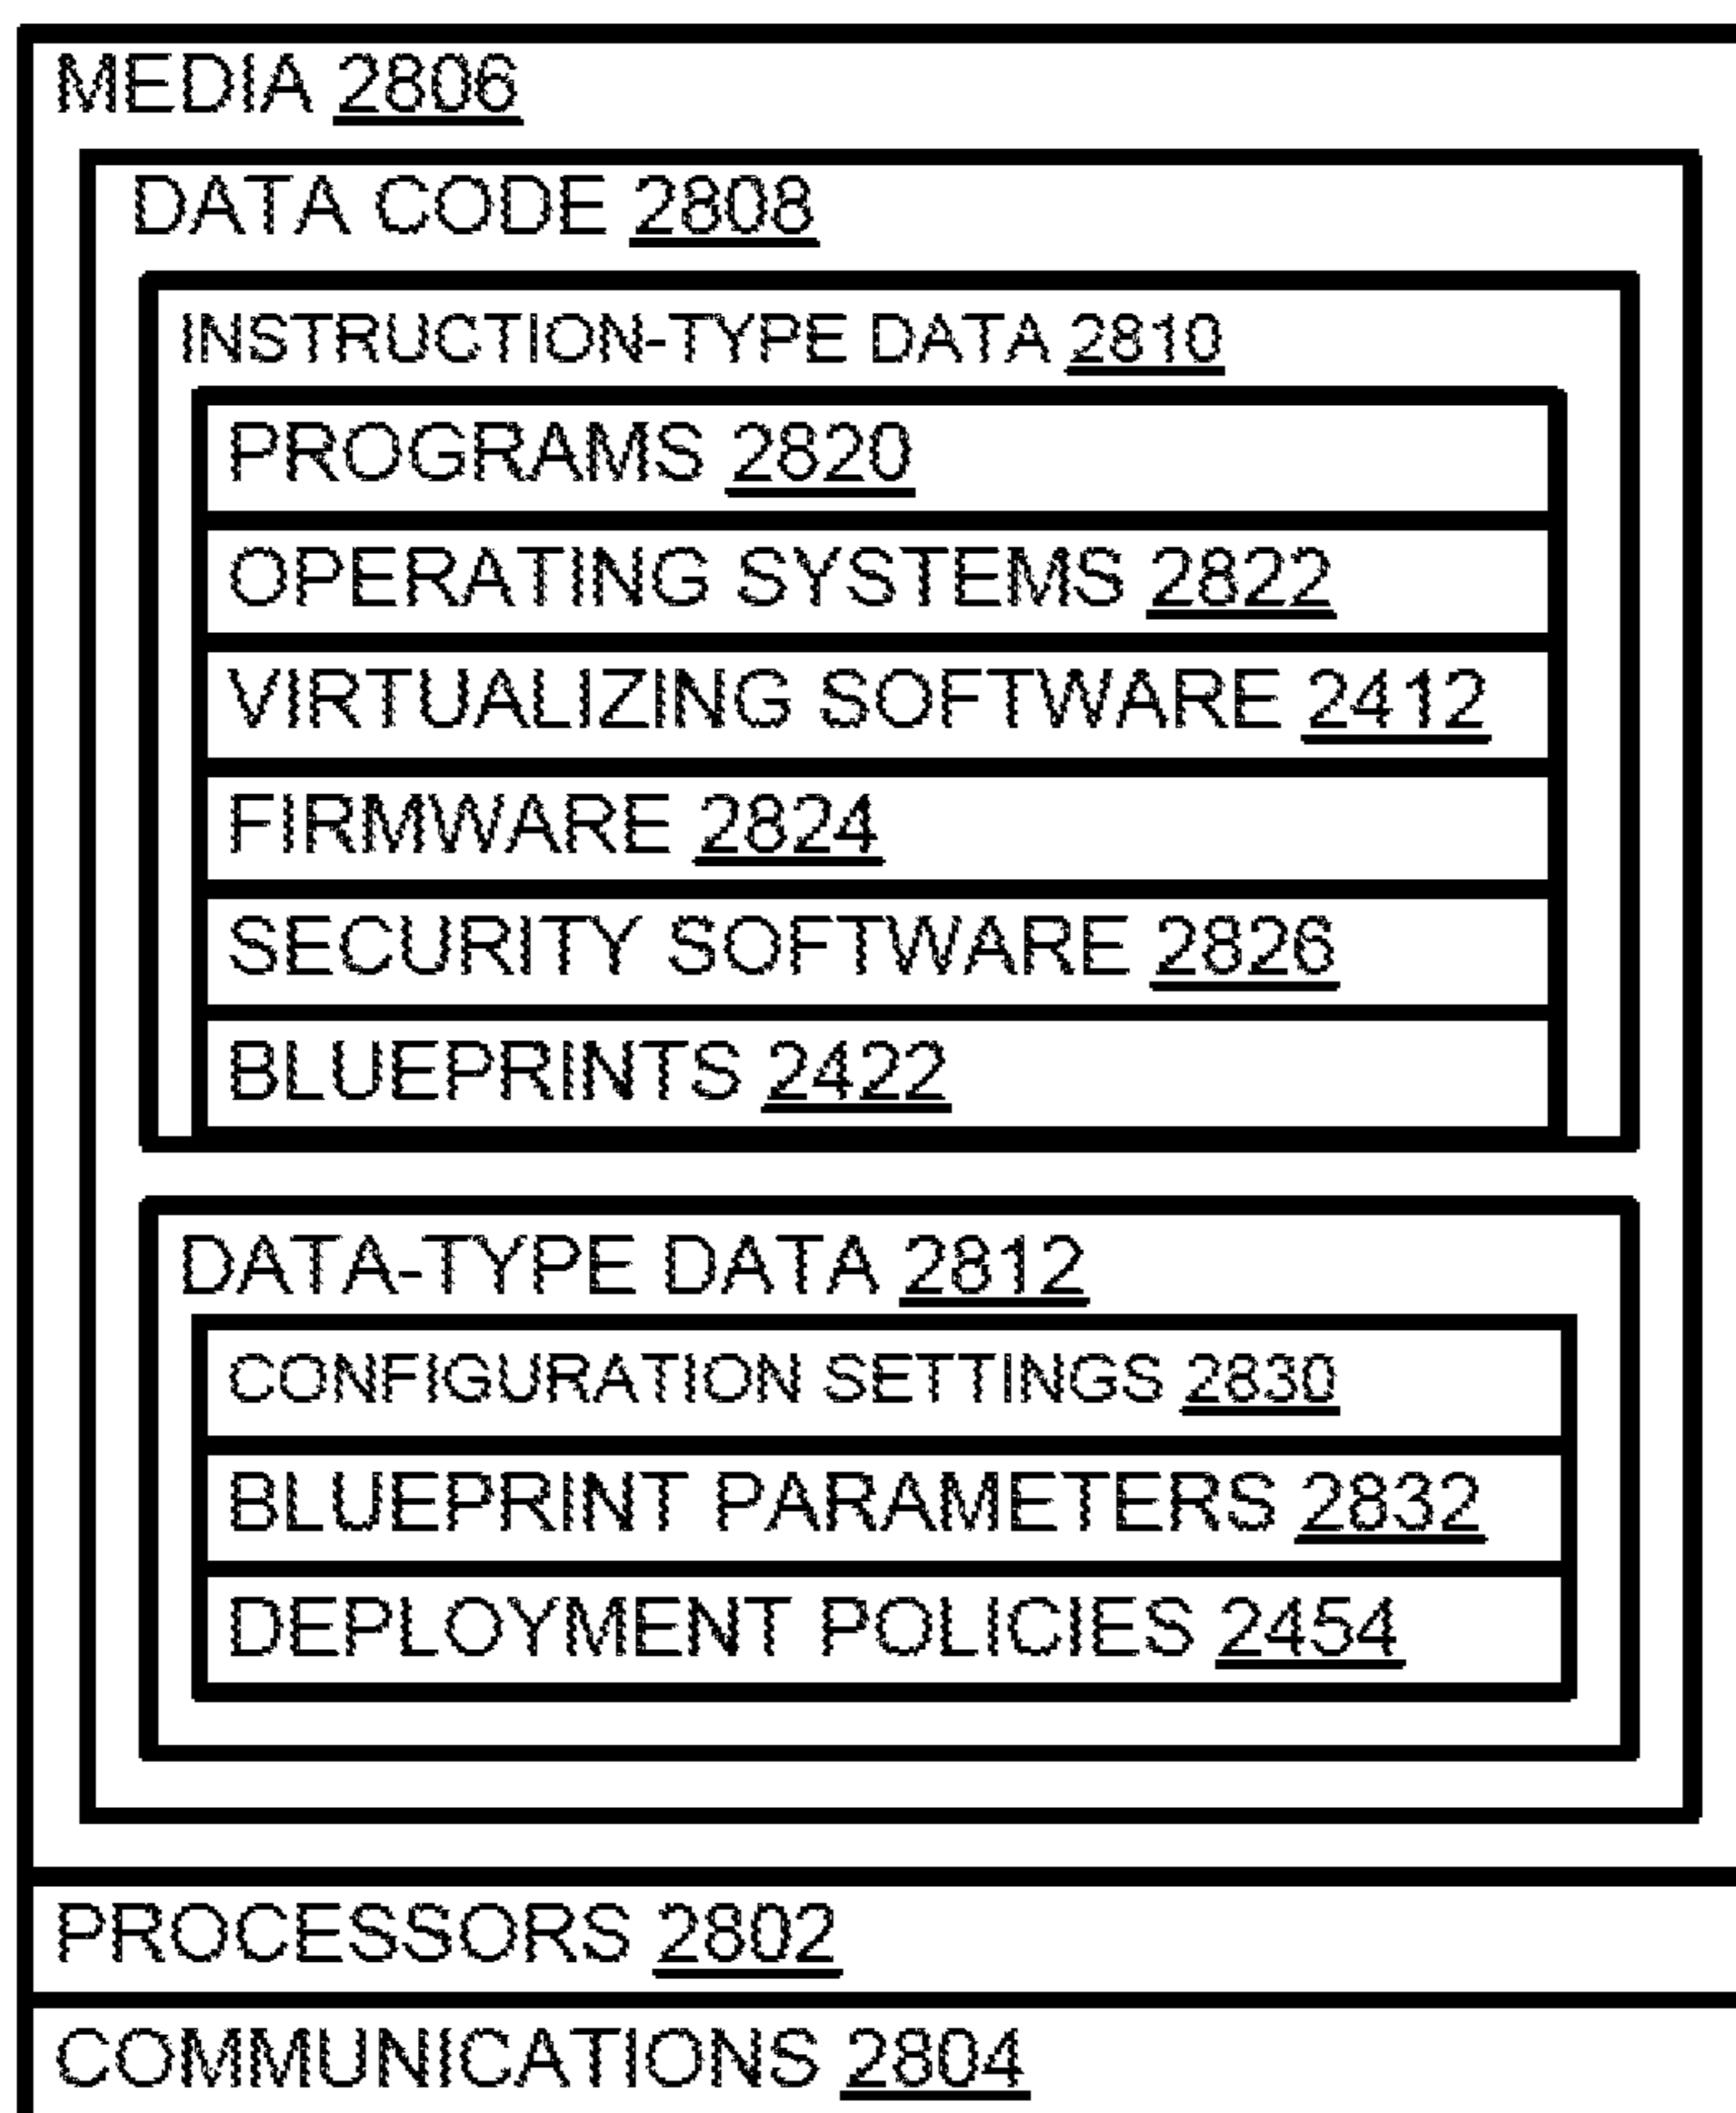 MEDIA 2806
DATA CODE 2808
INSTRUCTION-TYPE DATA 2810
PROGRAMS 2820
OPERATING SYSTEMS 2822
VIRTUALIZING SOFTWARE 2412
FIRMWARE 2824
SECURITY SOFTWARE 2826
BLUEPRINTS 2422
DATA-TYPE DATA 2812
CONFIGURATION SETTINGS 2830
BLUEPRINT PARAMETERS 2832
DEPLOYMENT POLICIES 2454
PROCESSORS 2802
COMMUNICATIONS 2804